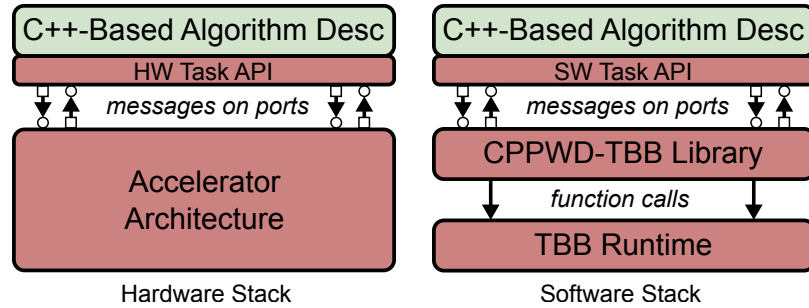 C++-Based Algorithm Desc
HW Task API
messages on ports
Accelerator
Architecture
Hardware Stack
C++-Based Algorithm Desc
SW Task API
messages on ports
CPPWD-TBB Library
function calls
TBB Runtime
Software Stack